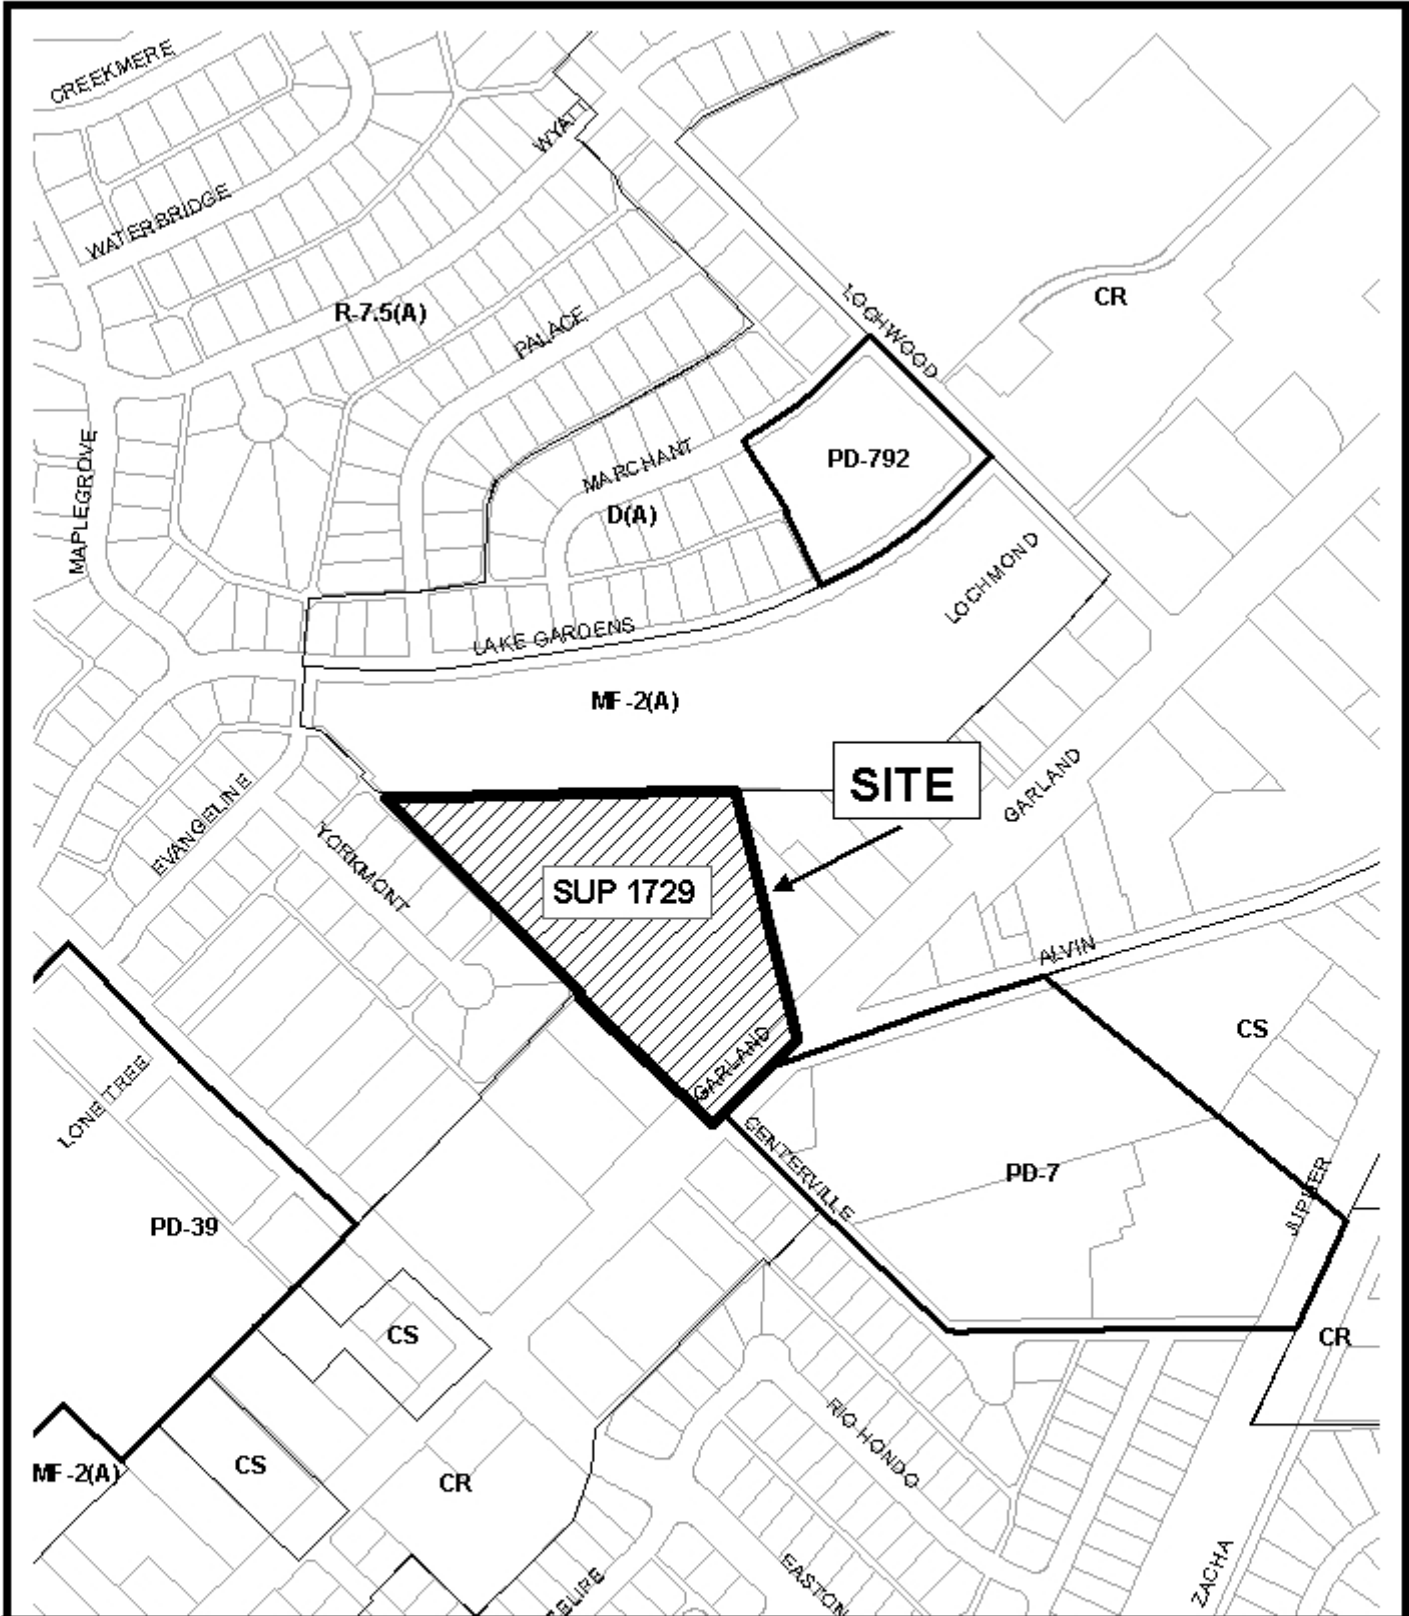 CREEKMERE
WYATT
WATERBRIDGE
R-7.5(A)
PALACE
LOCHWOOD
CR
MAPLEGROVE
MARCHANT
PD-792
D(A)
LOCHMOND
LAKE GARDENS
MF-2(A)
SITE
GARLAND
EVANGELINE
YORKMONT
SUP 1729
ALVIN
CS
GARLAND
LONE TREE
CENTERVILLE
PD-7
JUPITER
PD-39
CS
CR
RIO HONDO
MF-2(A)
CS
CR
EASTON
ZACHA